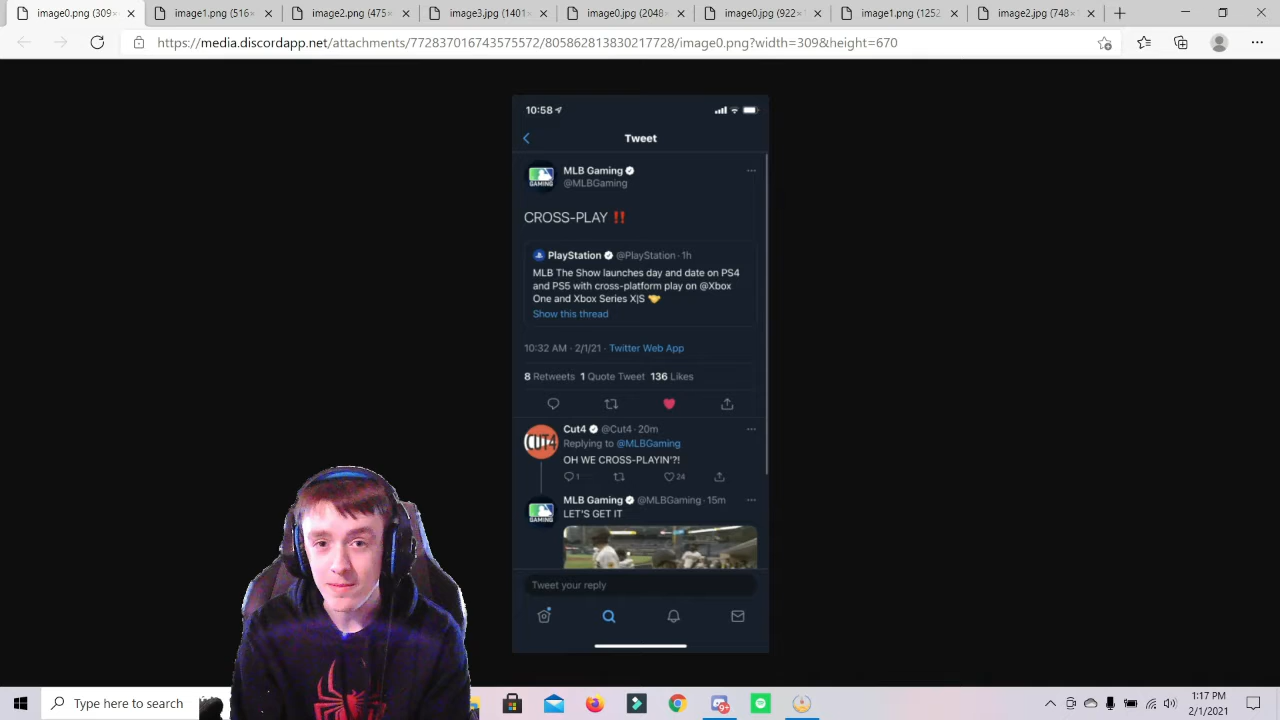 image0.png (309×
image1.png (516×
image2.png (475×
image3.png (1401×
image0.jpg (2048×
image0.jpg (922×
image1.png (1252
image2.jpg (748×
https://media.discordapp.net/attachments/772837016743575572/805862813830217728/image0.png?width=309&height=670
10:58
Tweet
MLB Gaming
@MLBGaming
GAMING
CROSS-PLAY ‼️
PlayStation @PlayStation · 1h
MLB The Show launches day and date on PS4
and PS5 with cross-platform play on @Xbox
One and Xbox Series X|S 🤝
Show this thread
10:32 AM · 2/1/21 · Twitter Web App
8 Retweets 1 Quote Tweet 136 Likes
Cut4 @Cut4 · 20m
CUT4
Replying to @MLBGaming
OH WE CROSS-PLAYIN'?!
1 24
MLB Gaming @MLBGaming · 15m
GAMING
LET'S GET IT
Tweet your reply
Type here to search
9+
1:17 PM
2/1/2021